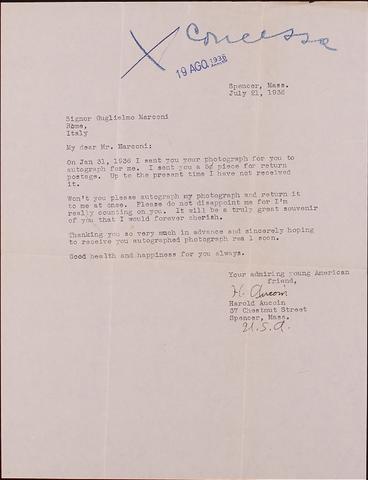 X Concessa
19 AGO. 1936
Spencer, Mass.
July 21, 1936
Signor Guglielmo Marconi
Rome,
Italy
My dear Mr. Marconi:
On Jan 31, 1936 I sent you your photograph for you to
autograph for me. I sent you a 5¢ piece for return
postage. Up to the present time I have not received
it.
Won't you please autograph my photograph and return it
to me at once. Please do not disappoint me for I'm
really counting on you. It will be a truly great souvenir
of you that I would forever cherish.
Thanking you so very much in advance and sincerely hoping
to receive you autographed photograph real soon.
Good health and happiness for you always.
Your admiring young American
friend,
H. Aucoin
Harold Aucoin
37 Chestnut Street
Spencer, Mass.
U.S.A.